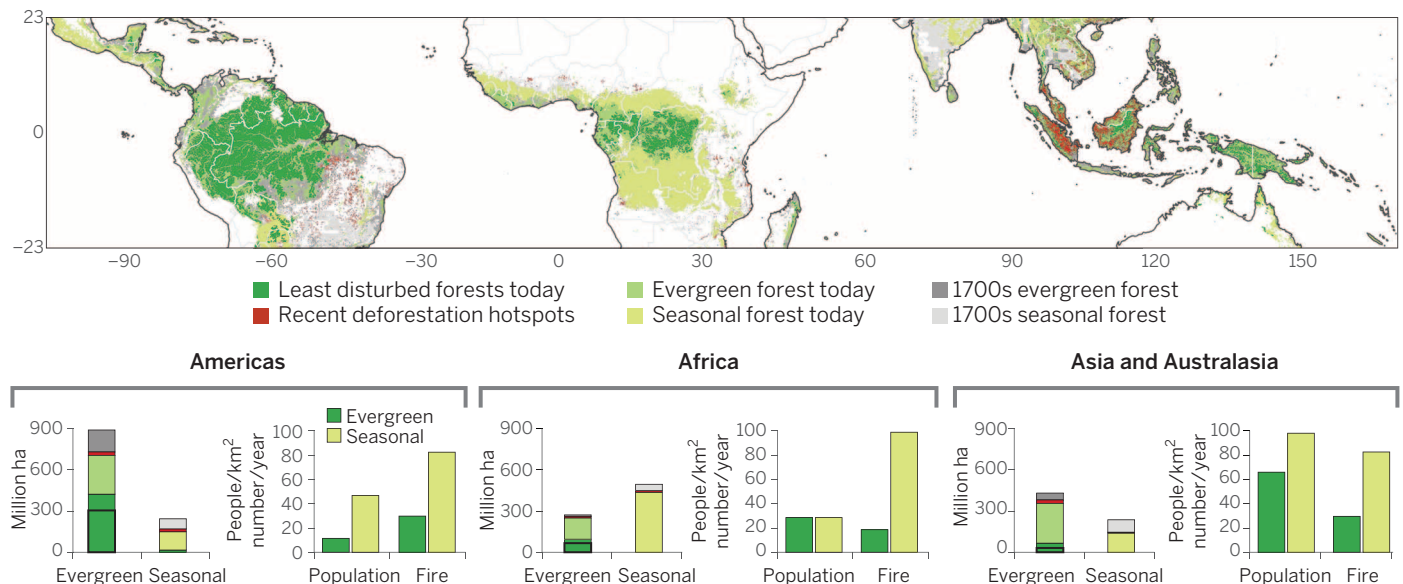 23
0
−23
−90
−60
−30
0
30
60
90
120
150
Least disturbed forests today
Evergreen forest today
1700s evergreen forest
Recent deforestation hotspots
Seasonal forest today
1700s seasonal forest
Americas
Million ha
900
600
300
0
Evergreen Seasonal
People/km2
number/year
100
80
60
40
20
0
Evergreen
Seasonal
Population Fire
Africa
Million ha
900
600
300
0
Evergreen Seasonal
People/km2
number/year
100
80
60
40
20
0
Population Fire
Asia and Australasia
Million ha
900
600
300
0
Evergreen Seasonal
People/km2
number/year
100
80
60
40
20
0
Population Fire